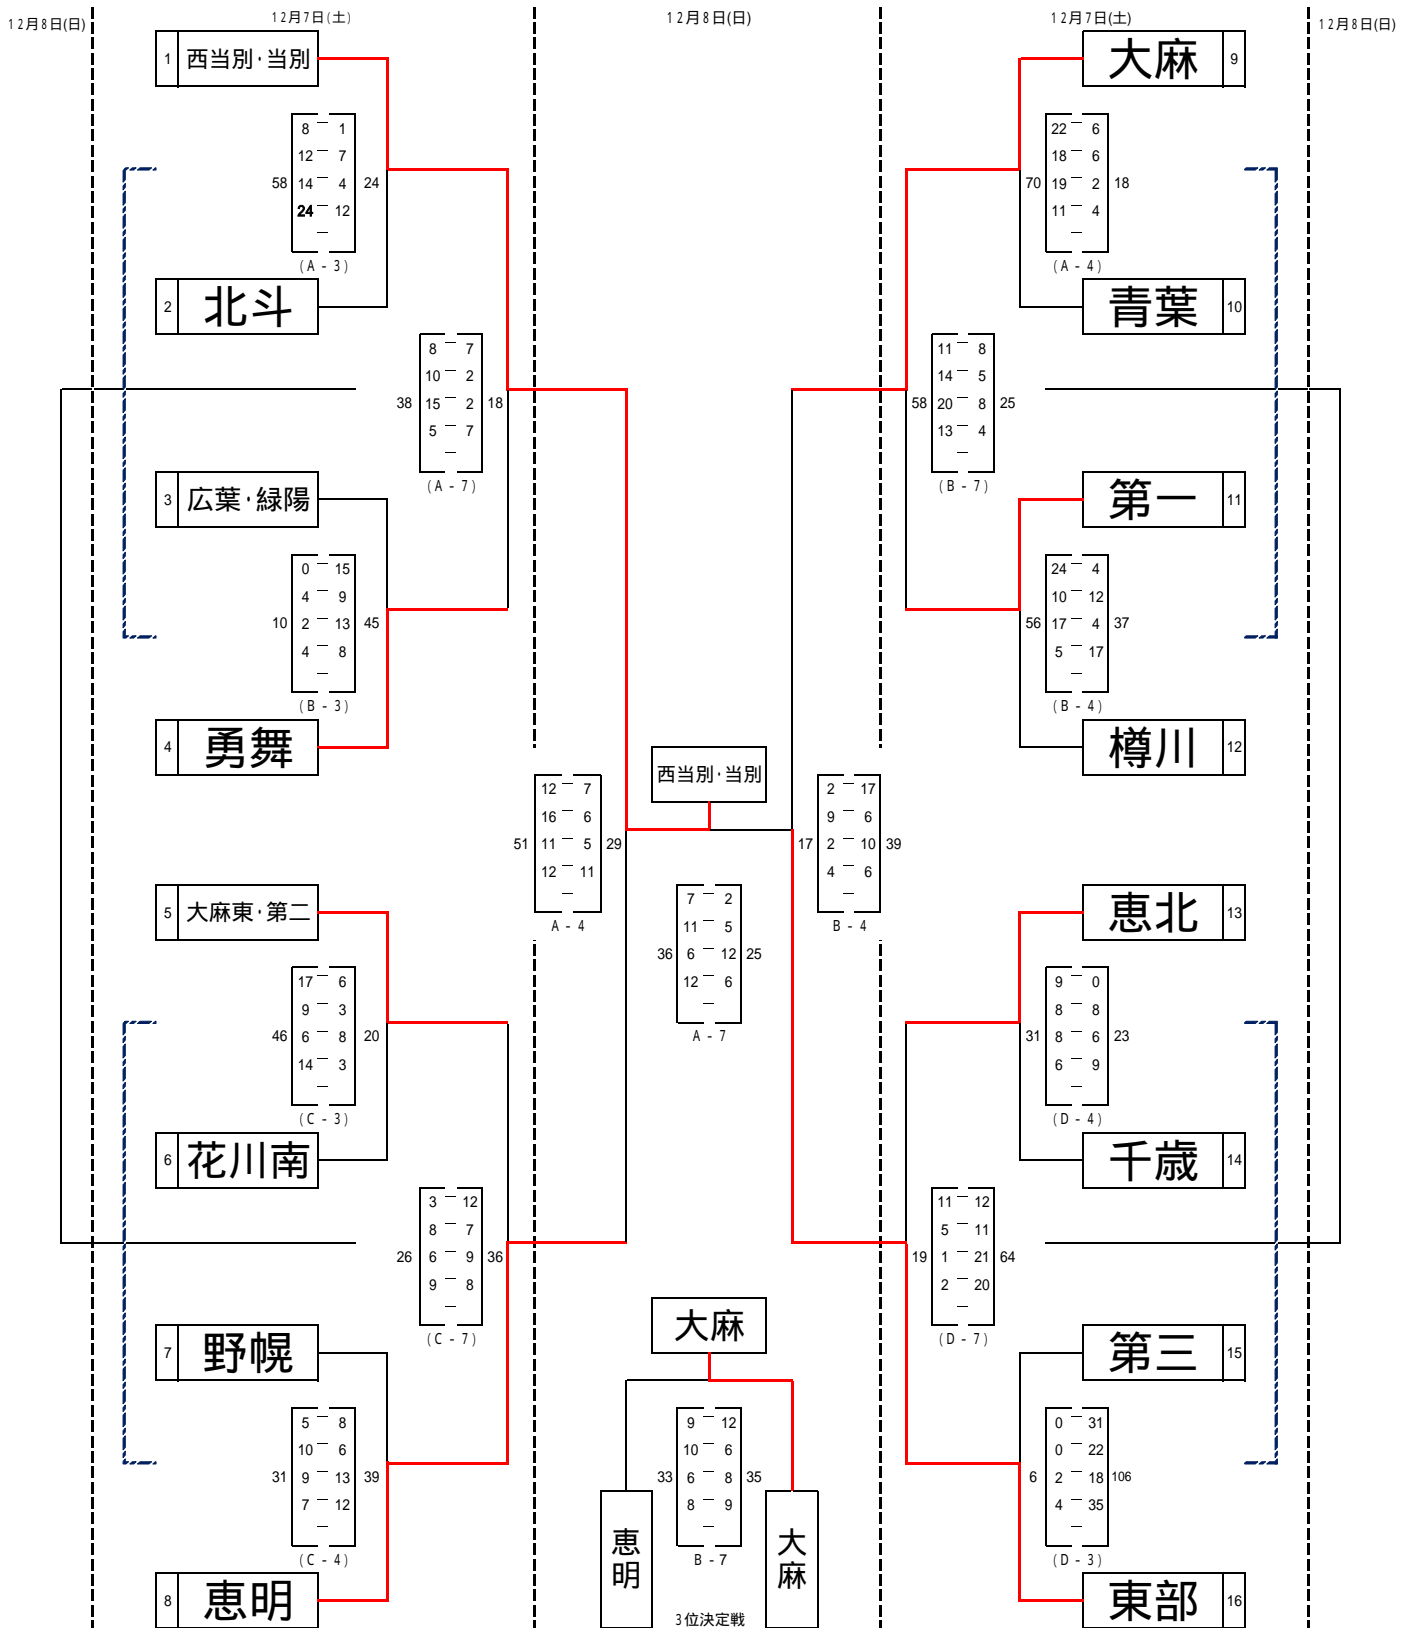 12月8日(日)
12月7日(土)
12月8日(日)
12月7日(土)
12月8日(日)
1 西当別・当別
8 - 1
12 - 7
58 14 - 4 24
24 - 12
-
(A-3)
2 北斗
8 - 7
10 - 2
38 15 - 2 18
5 - 7
-
(A-7)
3 広葉・緑陽
0 - 15
4 - 9
10 2 - 13 45
4 - 8
-
(B-3)
4 勇舞
12 - 7
16 - 6
51 11 - 5 29
12 - 11
-
A-4
5 大麻東・第二
17 - 6
9 - 3
46 6 - 8 20
14 - 3
-
(C-3)
6 花川南
3 - 12
8 - 7
26 6 - 9 36
9 - 8
-
(C-7)
7 野幌
5 - 8
10 - 6
31 9 - 13 39
7 - 12
-
(C-4)
8 恵明
西当別・当別
7 - 2
11 - 5
36 6 - 12 25
12 - 6
-
A-7
大麻
9 - 12
10 - 6
33 6 - 8 35
8 - 9
-
B-7
恵明
大麻
3位決定戦
大麻 9
22 - 6
18 - 6
70 19 - 2 18
11 - 4
-
(A-4)
青葉 10
11 - 8
14 - 5
58 20 - 8 25
13 - 4
-
(B-7)
第一 11
24 - 4
10 - 12
56 17 - 4 37
5 - 17
-
(B-4)
樽川 12
2 - 17
9 - 6
17 2 - 10 39
4 - 6
-
B-4
恵北 13
9 - 0
8 - 8
31 8 - 6 23
6 - 9
-
(D-4)
千歳 14
11 - 12
5 - 11
19 1 - 21 64
2 - 20
-
(D-7)
第三 15
0 - 31
0 - 22
6 2 - 18 106
4 - 35
-
(D-3)
東部 16